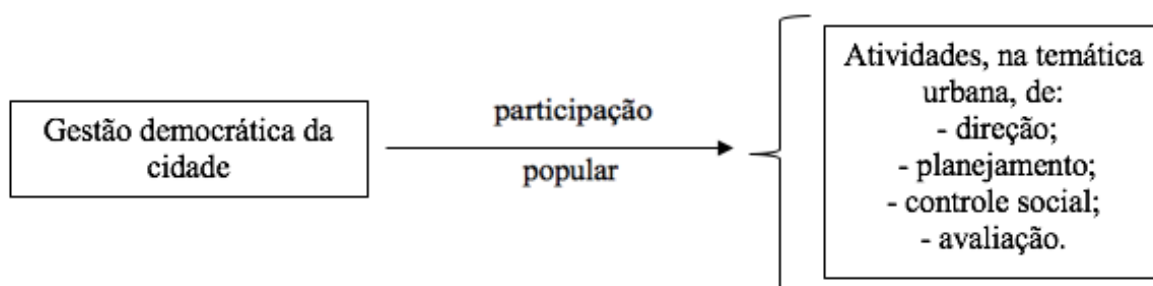 Gestão democrática da
cidade
participação
popular
Atividades, na temática
urbana, de:
- direção;
- planejamento;
- controle social;
- avaliação.